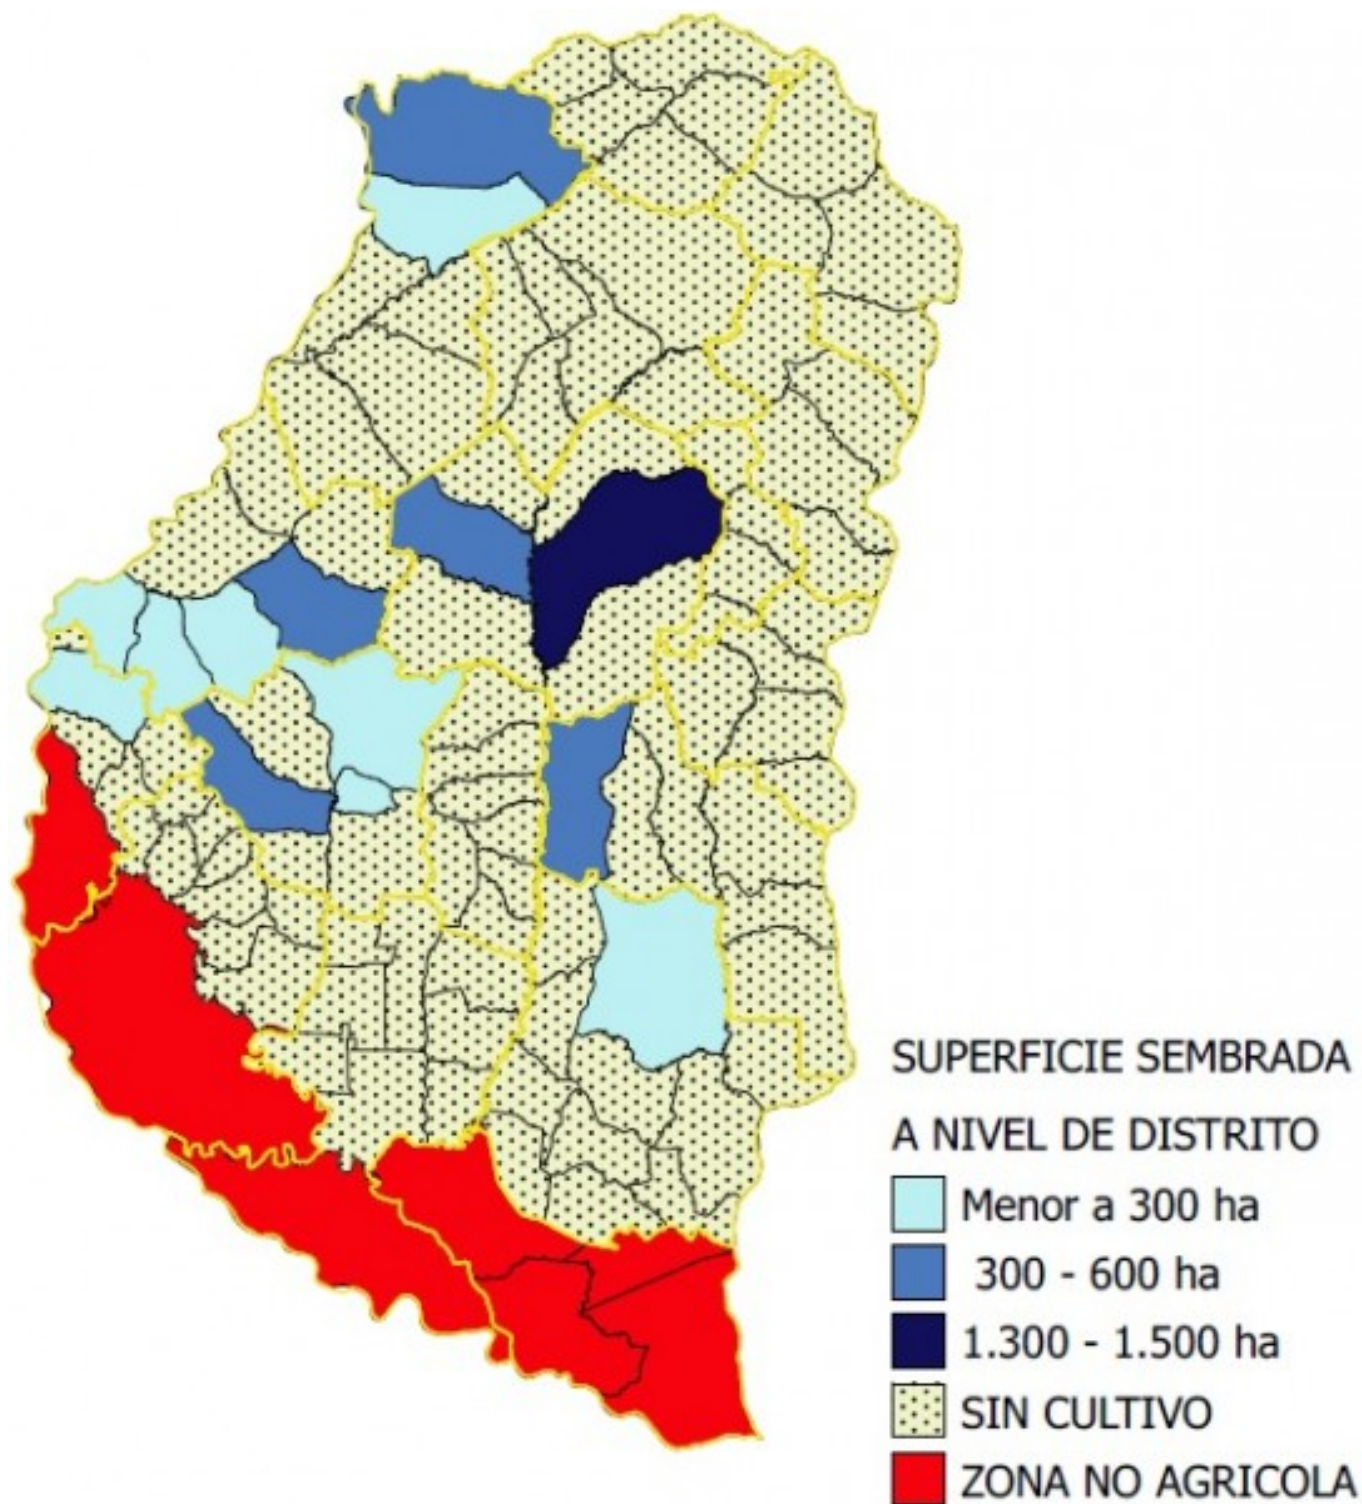 SUPERFICIE SEMBRADA
A NIVEL DE DISTRITO
Menor a 300 ha
300 - 600 ha
1.300 - 1.500 ha
SIN CULTIVO
ZONA NO AGRICOLA